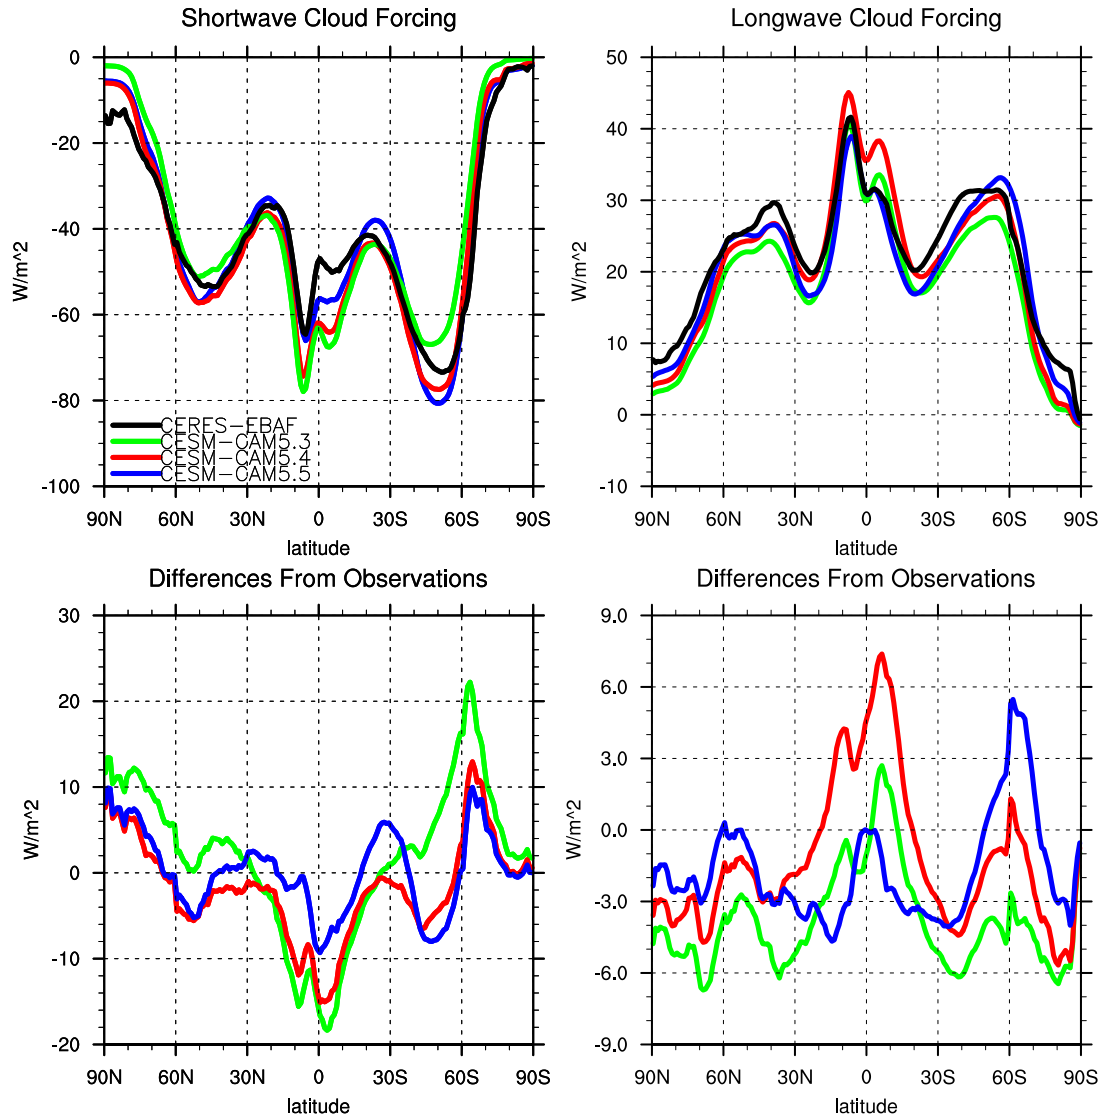 Shortwave Cloud Forcing
0
-20
-40
-60
-80
-100
W/m^2
CERES-EBAF
CESM-CAM5.3
CESM-CAM5.4
CESM-CAM5.5
90N 60N 30N 0 30S 60S 90S
latitude
Longwave Cloud Forcing
50
40
30
20
10
0
-10
W/m^2
90N 60N 30N 0 30S 60S 90S
latitude
Differences From Observations
30
20
10
0
-10
-20
W/m^2
90N 60N 30N 0 30S 60S 90S
latitude
Differences From Observations
9.0
6.0
3.0
0.0
-3.0
-6.0
-9.0
W/m^2
90N 60N 30N 0 30S 60S 90S
latitude